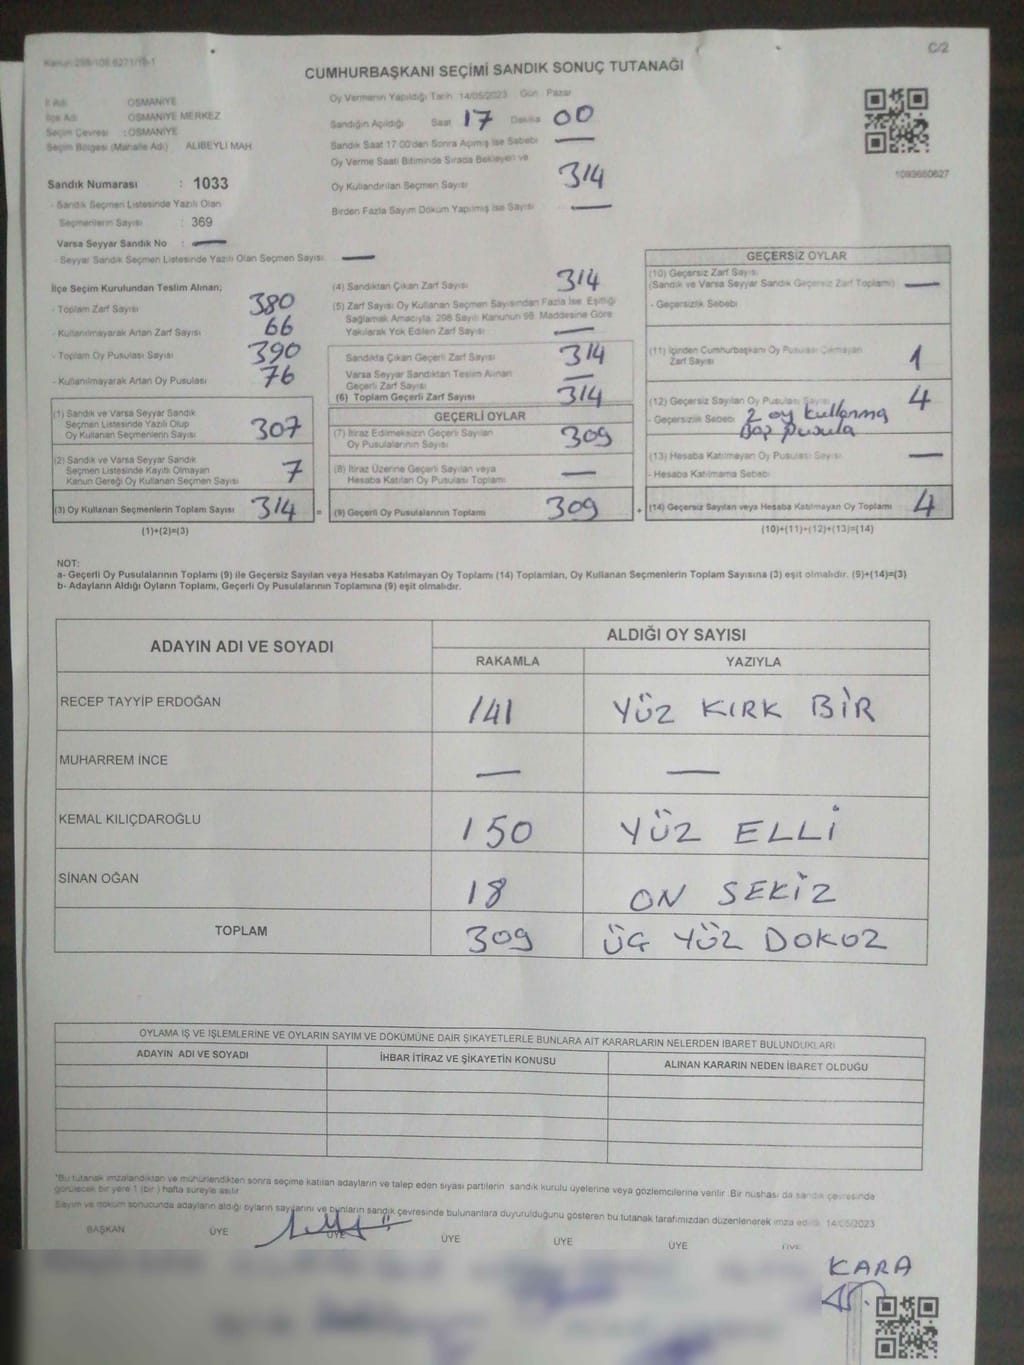 Kanun 298/106 6271/19-1
C/2
CUMHURBAŞKANI SEÇİMİ SANDIK SONUÇ TUTANAĞI
İl Adı OSMANİYE
İlçe Adı OSMANİYE MERKEZ
Seçim Çevresi : OSMANİYE
Seçim Bölgesi (Mahalle Adı) ALİBEYLİ MAH
Sandık Numarası : 1033
- Sandık Seçmen Listesinde Yazılı Olan
Seçmenlerin Sayısı : 369
Varsa Seyyar Sandık No : —
- Seyyar Sandık Seçmen Listesinde Yazılı Olan Seçmen Sayısı —
Oy Vermenin Yapıldığı Tarih 14/05/2023 Gün Pazar
Sandığın Açıldığı Saat 17 Dakika 00
Sandık Saat 17:00'den Sonra Açılmış İse Sebebi —
Oy Verme Saati Bitiminde Sırada Bekleyen ve
Oy Kullandırılan Seçmen Sayısı 314
Birden Fazla Sayım Döküm Yapılmış İse Sayısı —
1093660627
İlçe Seçim Kurulundan Teslim Alınan;
- Toplam Zarf Sayısı 380
- Kullanılmayarak Artan Zarf Sayısı 66
- Toplam Oy Pusulası Sayısı 390
- Kullanılmayarak Artan Oy Pusulası 76
(1) Sandık ve Varsa Seyyar Sandık
Seçmen Listesinde Yazılı Olup
Oy Kullanan Seçmenlerin Sayısı 307
(2) Sandık ve Varsa Seyyar Sandık
Seçmen Listesinde Kayıtlı Olmayan
Kanun Gereği Oy Kullanan Seçmen Sayısı 7
(3) Oy Kullanan Seçmenlerin Toplam Sayısı 314 =
(1)+(2)=(3)
(4) Sandıktan Çıkan Zarf Sayısı 314
(5) Zarf Sayısı Oy Kullanan Seçmen Sayısından Fazla İse, Eşitliği
Sağlamak Amacıyla; 298 Sayılı Kanunun 98. Maddesine Göre
Yakılarak Yok Edilen Zarf Sayısı —
Sandıkta Çıkan Geçerli Zarf Sayısı 314
Varsa Seyyar Sandıktan Teslim Alınan
Geçerli Zarf Sayısı —
(6) Toplam Geçerli Zarf Sayısı 314
GEÇERLİ OYLAR
(7) İtiraz Edilmeksizin Geçerli Sayılan
Oy Pusulalarının Sayısı 309
(8) İtiraz Üzerine Geçerli Sayılan veya
Hesaba Katılan Oy Pusulası Toplamı —
(9) Geçerli Oy Pusulalarının Toplamı 309 +
GEÇERSİZ OYLAR
(10) Geçersiz Zarf Sayısı
(Sandık ve Varsa Seyyar Sandık Geçersiz Zarf Toplamı) —
- Geçersizlik Sebebi
(11) İçinden Cumhurbaşkanı Oy Pusulası Çıkmayan
Zarf Sayısı 1
(12) Geçersiz Sayılan Oy Pusulası Sayısı 4
- Geçersizlik Sebebi 2 oy kullanma
Boş pusula
(13) Hesaba Katılmayan Oy Pusulası Sayısı —
- Hesaba Katılmama Sebebi
(14) Geçersiz Sayılan veya Hesaba Katılmayan Oy Toplamı 4
(10)+(11)+(12)+(13)=(14)
NOT:
a- Geçerli Oy Pusulalarının Toplamı (9) ile Geçersiz Sayılan veya Hesaba Katılmayan Oy Toplamı (14) Toplamları, Oy Kullanan Seçmenlerin Toplam Sayısına (3) eşit olmalıdır. (9)+(14)=(3)
b- Adayların Aldığı Oyların Toplamı, Geçerli Oy Pusulalarının Toplamına (9) eşit olmalıdır.
ADAYIN ADI VE SOYADI ALDIĞI OY SAYISI
RAKAMLA YAZIYLA
RECEP TAYYİP ERDOĞAN 141 YÜZ KIRK BİR
MUHARREM İNCE — —
KEMAL KILIÇDAROĞLU 150 YÜZ ELLİ
SİNAN OĞAN 18 ON SEKİZ
TOPLAM 309 ÜÇ YÜZ DOKUZ
OYLAMA İŞ VE İŞLEMLERİNE VE OYLARIN SAYIM VE DÖKÜMÜNE DAİR ŞİKAYETLERLE BUNLARA AİT KARARLARIN NELERDEN İBARET BULUNDUKLARI
ADAYIN ADI VE SOYADI İHBAR İTİRAZ VE ŞİKAYETİN KONUSU ALINAN KARARIN NEDEN İBARET OLDUĞU
*Bu tutanak imzalandıktan ve mühürlendikten sonra seçime katılan adayların ve talep eden siyasi partilerin sandık kurulu üyelerine veya gözlemcilerine verilir. Bir nüshası da sandık çevresinde
görülecek bir yere 1 (bir) hafta süreyle asılır
Sayım ve döküm sonucunda adayların aldığı oyların sayılarını ve bunların sandık çevresinde bulunanlara duyurulduğunu gösteren bu tutanak tarafımızdan düzenlenerek imza edildi. 14/05/2023
BAŞKAN ÜYE ÜYE ÜYE ÜYE ÜYE ÜYE
KARA